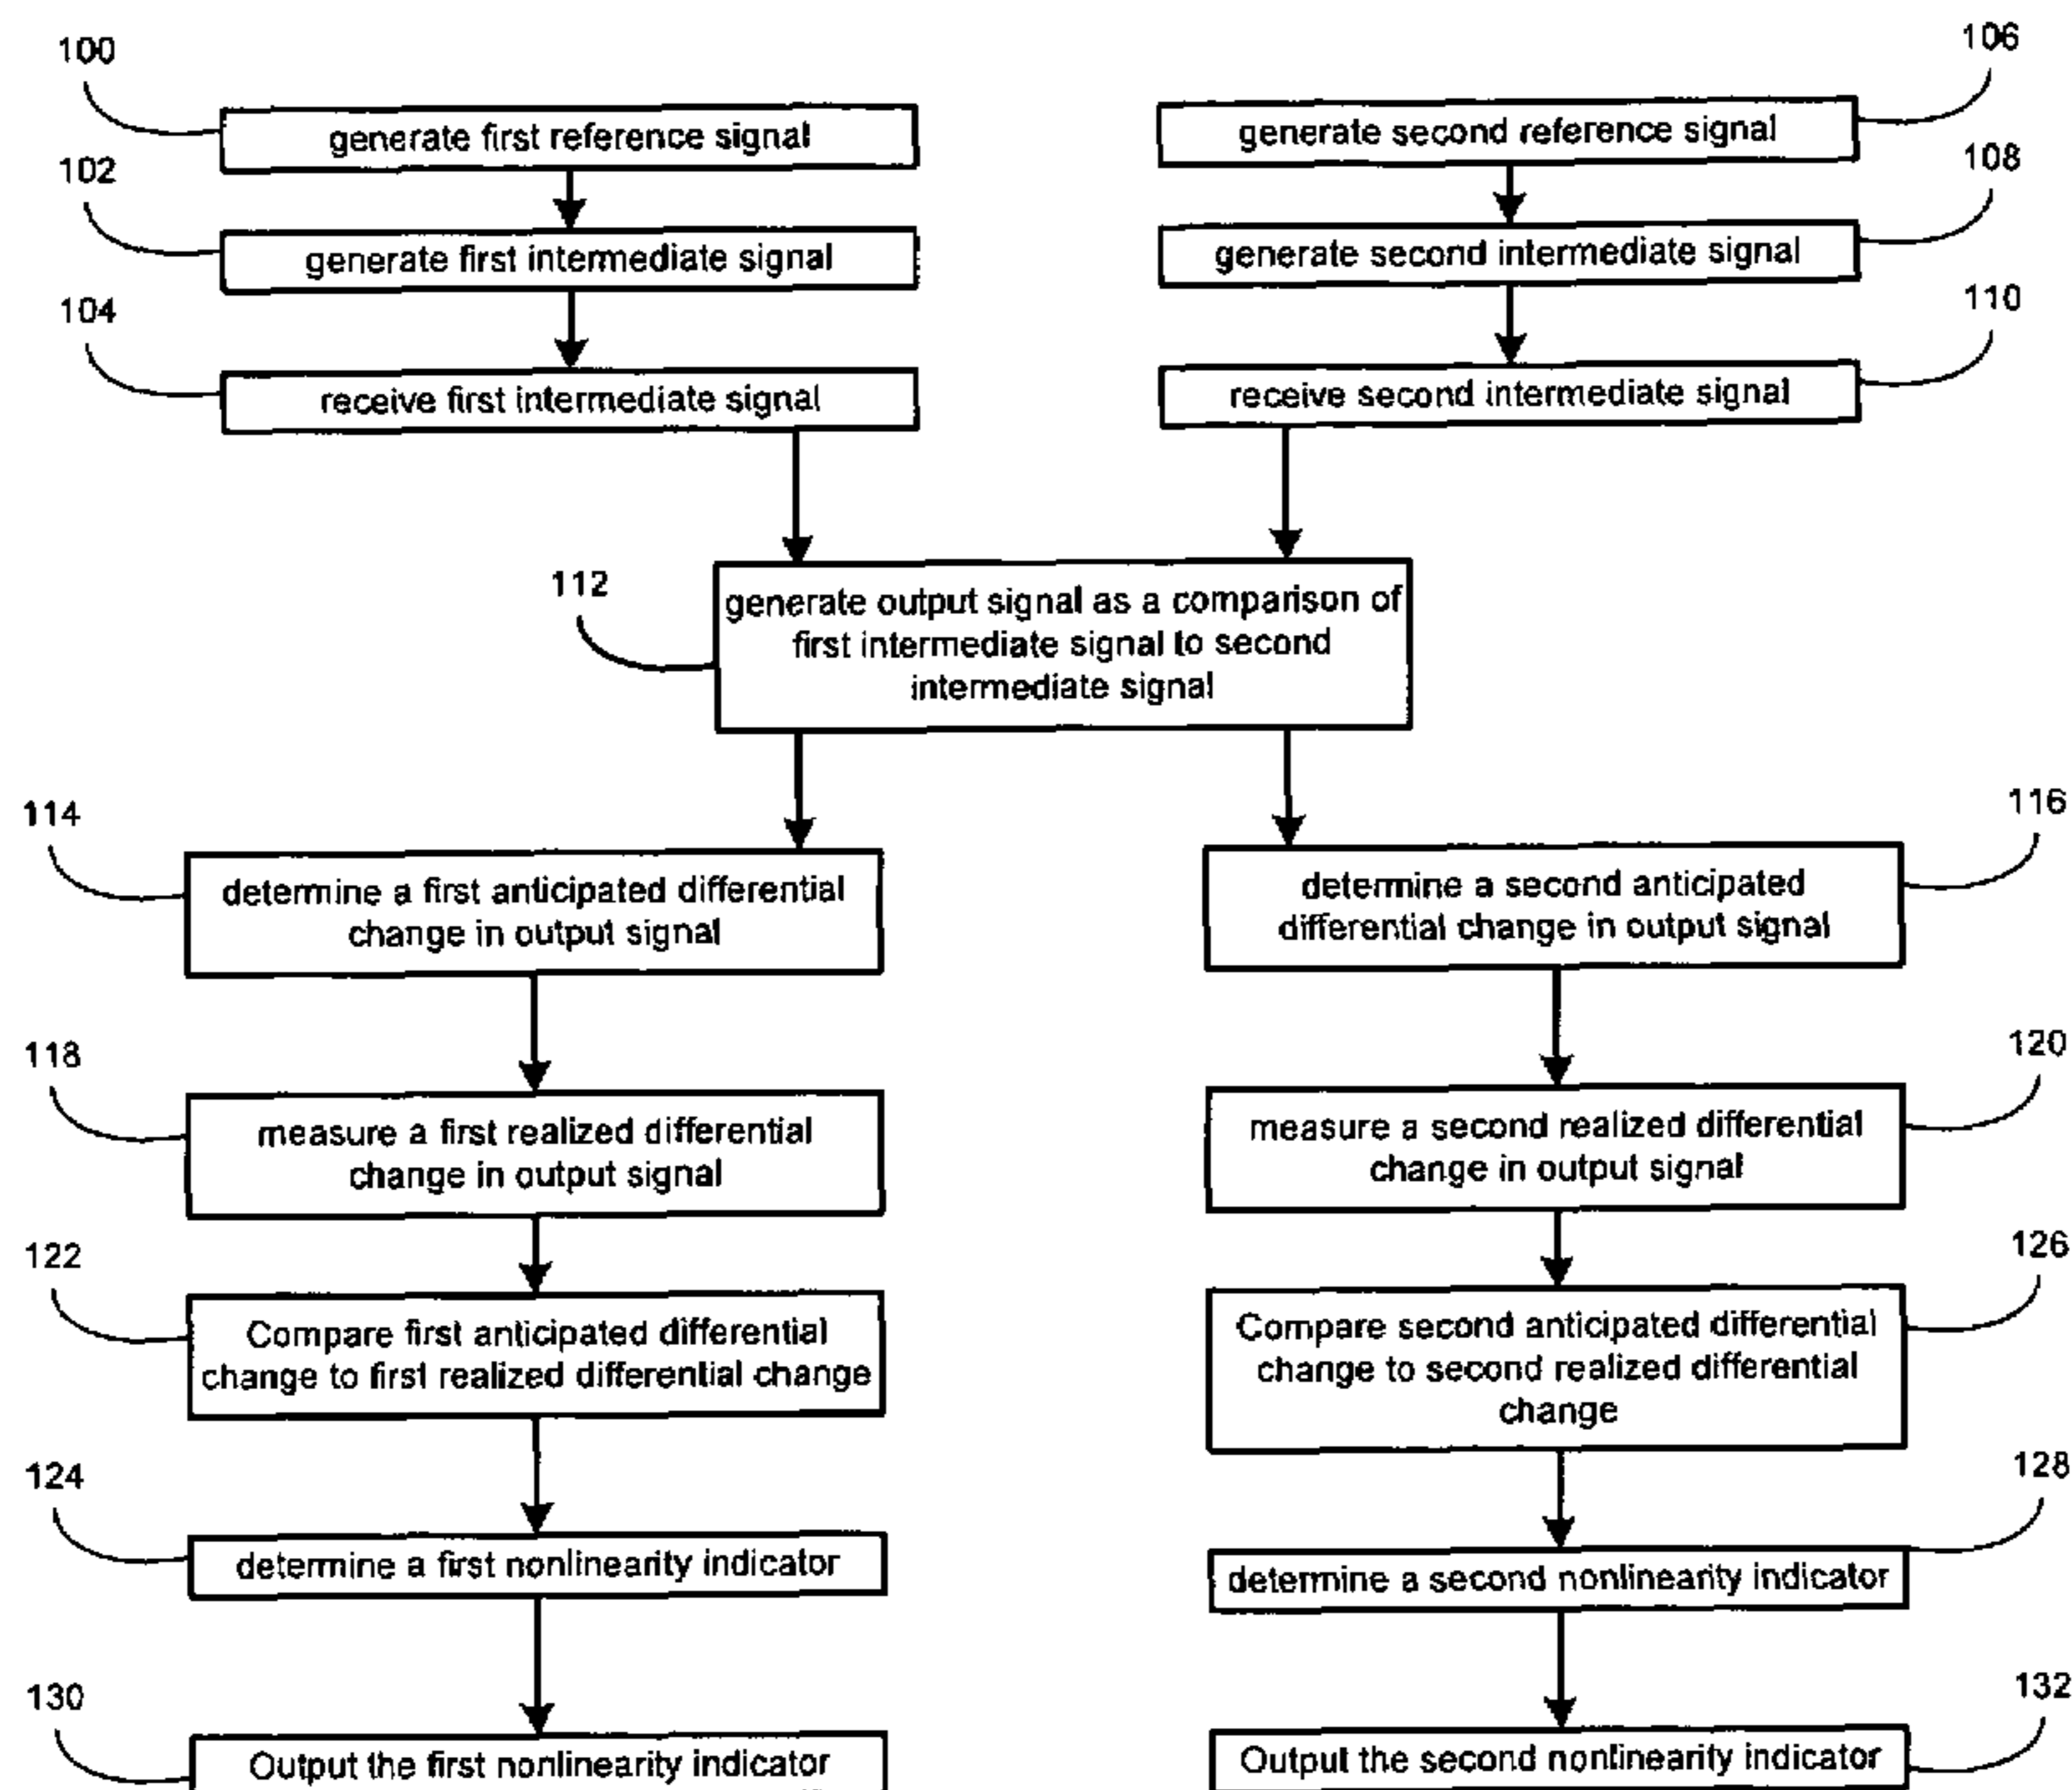 100
106
generate first reference signal
generate second reference signal
102
108
generate first intermediate signal
generate second intermediate signal
104
110
receive first intermediate signal
receive second intermediate signal
112
generate output signal as a comparison of
first intermediate signal to second
intermediate signal
114
116
determine a first anticipated differential
change in output signal
determine a second anticipated
differential change in output signal
118
120
measure a first realized differential
change in output signal
measure a second realized differential
change in output signal
122
126
Compare first anticipated differential
change to first realized differential change
Compare second anticipated differential
change to second realized differential
change
124
128
determine a first nonlinearity indicator
determine a second nonlinearity indicator
130
132
Output the first nonlinearity indicator
Output the second nonlinearity indicator